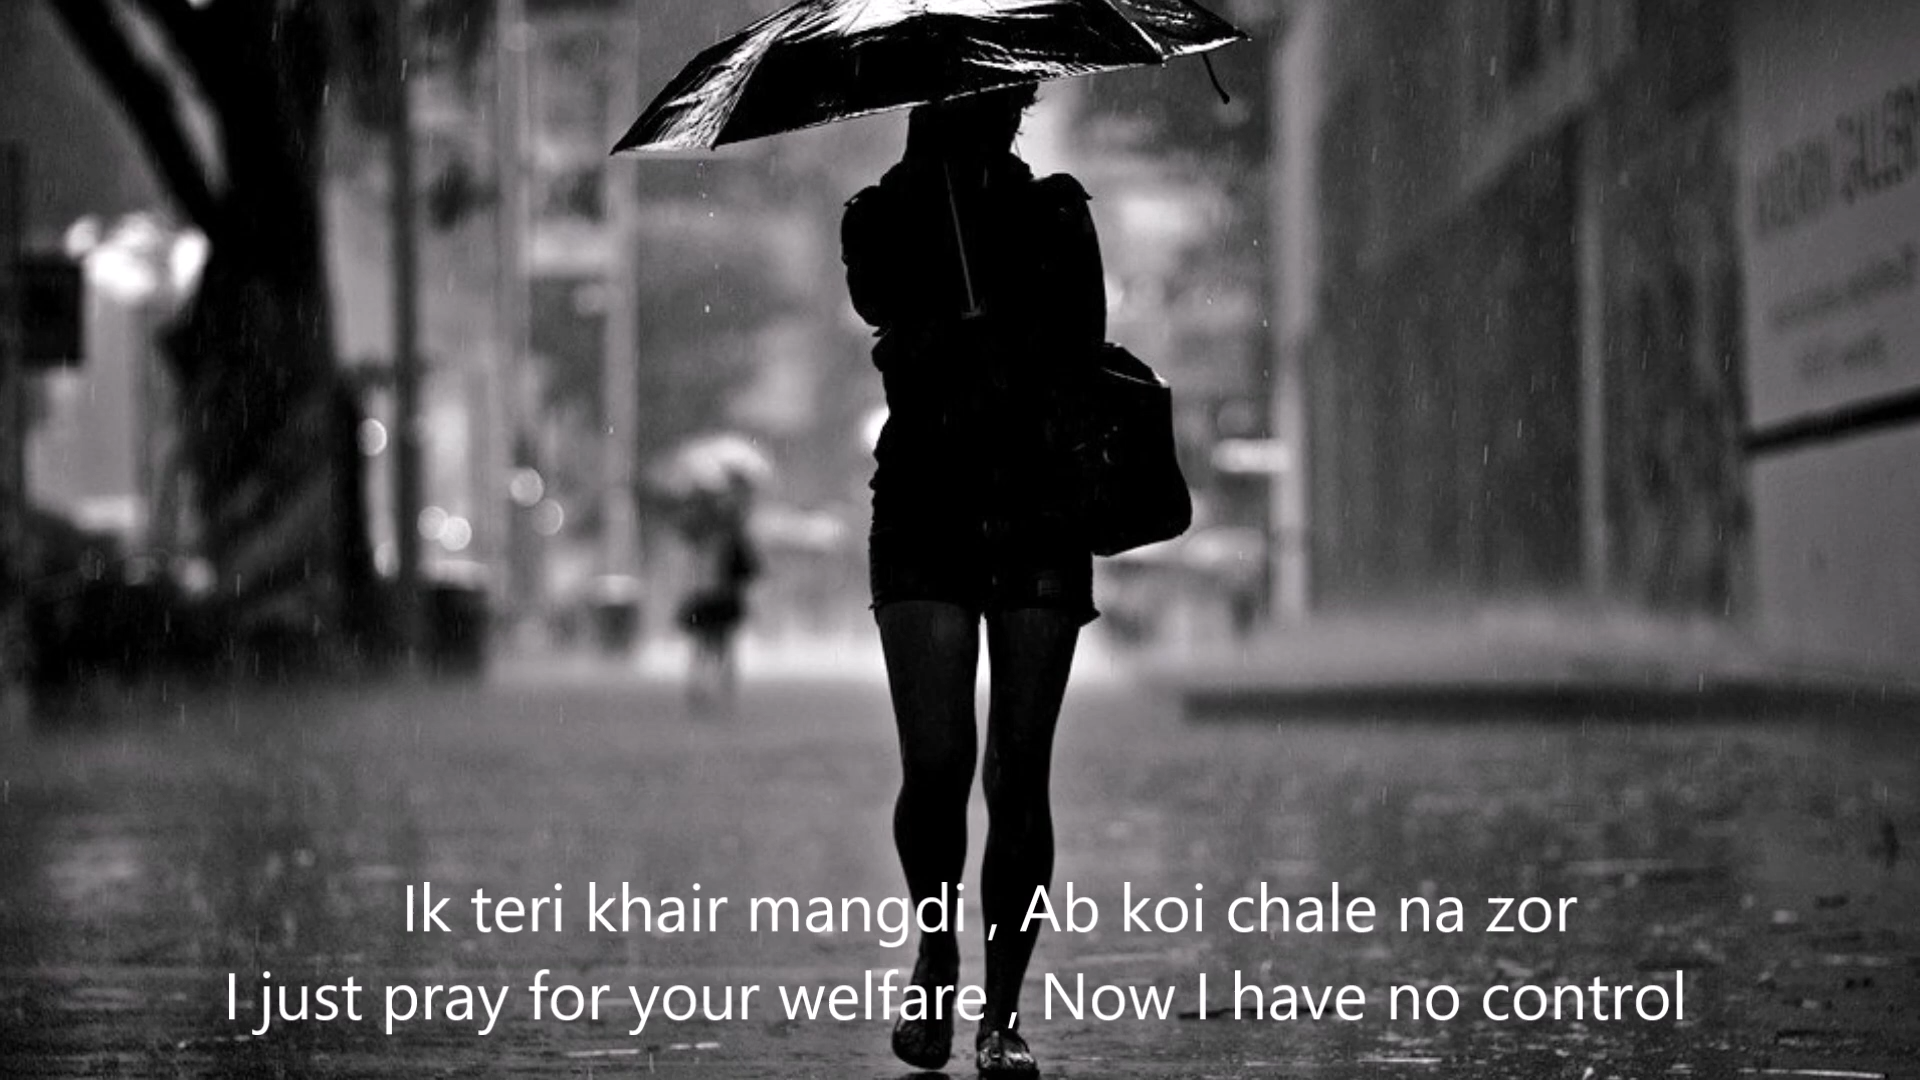 Ik teri khair mangdi , Ab koi chale na zor
I just pray for your welfare , Now I have no control